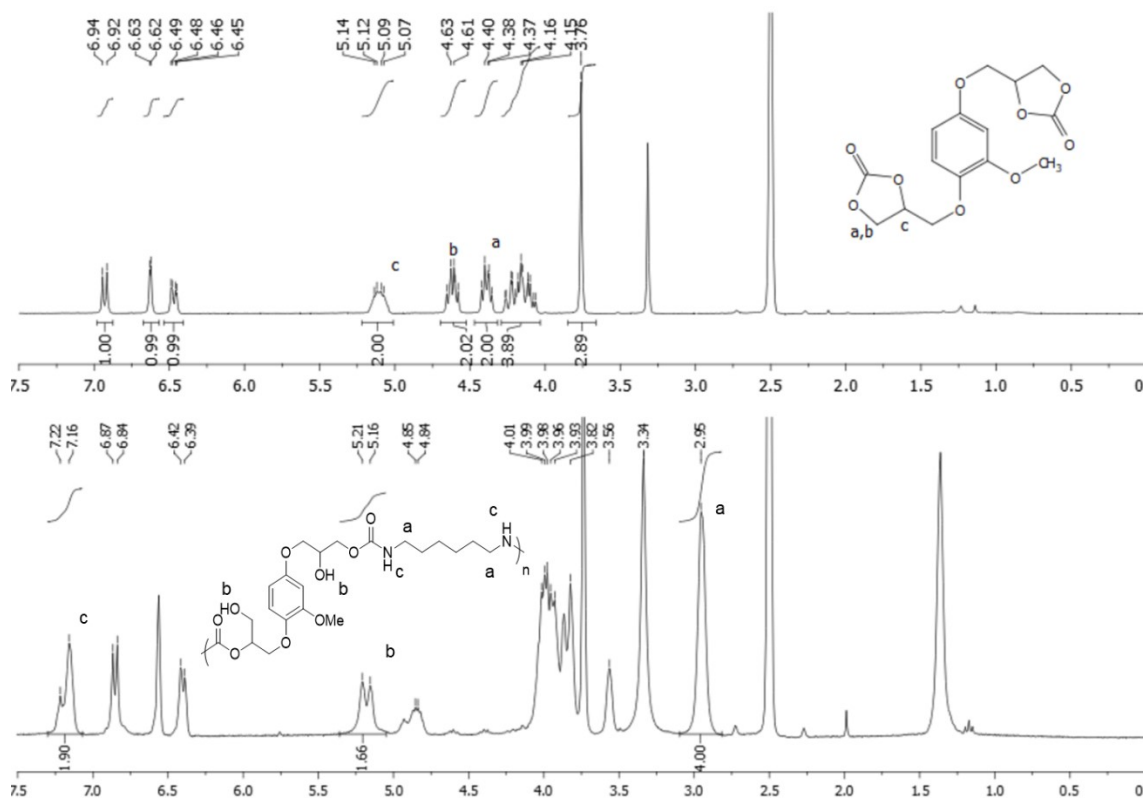 6.94 6.92 6.63 6.62 6.49 6.48 6.46 6.45 5.14 5.12 5.09 5.07 4.63 4.61 4.40 4.38 4.37 4.16 4.15 3.76
O O
O O
O
O O CH3
O O
O
a,b c
c b a
1.00 0.99 0.99 2.00 2.02 2.00 3.89 2.89
7.5 7.0 6.5 6.0 5.5 5.0 4.5 4.0 3.5 3.0 2.5 2.0 1.5 1.0 0
7.22 7.16 6.87 6.84 6.42 6.39 5.21 5.16 4.85 4.84 4.01 3.99 3.98 3.96 3.93 3.82 3.56 3.34 2.95
a
O a c H
O O N H N n
OH c a
b HO b
OMe
c
O O
O
b
1.90 1.66 4.00
7.5 7.0 6.5 6.0 5.5 5.0 4.5 4.0 3.5 3.0 2.5 2.0 1.5 1.0 0